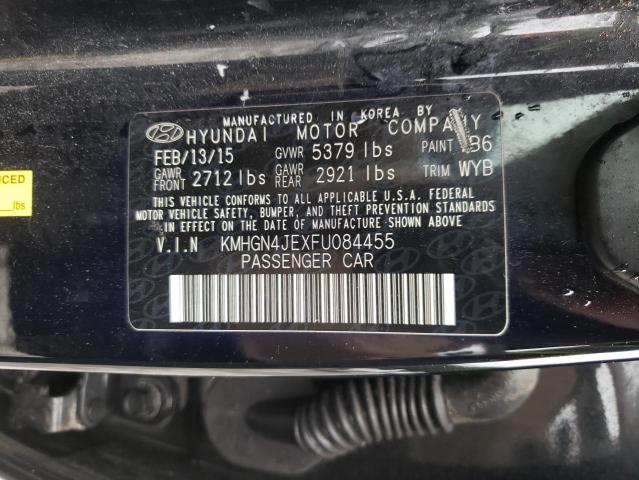 MANUFACTURED IN KOREA BY
HYUNDAI MOTOR COMPANY
FEB/13/15 GVWR 5379 lbs PAINT
GAWR FRONT 2712 lbs GAWR REAR 2921 lbs TRIM WYB
THIS VEHICLE CONFORMS TO ALL APPLICABLE U.S.A. FEDERAL
MOTOR VEHICLE SAFETY, BUMPER, AND THEFT PREVENTION STANDARDS
IN EFFECT ON THE DATE OF MANUFACTURE SHOWN ABOVE.
V.I.N KMHGN4JEXFU084455
PASSENGER CAR
lbs